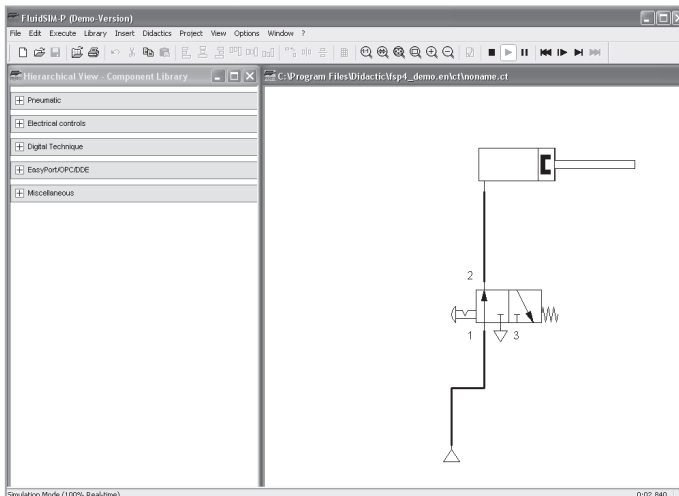 FluidSIM-P (Demo-Version)
File Edit Execute Library Insert Didactics Project View Options Window ?
Hierarchical View - Component Library
C:\Program Files\Didactic\fsp4_demo.en\ct\noname.ct
Pneumatic
Electrical controls
Digital Technique
EasyPort/OPC/DDE
Miscellaneous
2
1 3
Simulation Mode (100% Real-time) 0:02.840